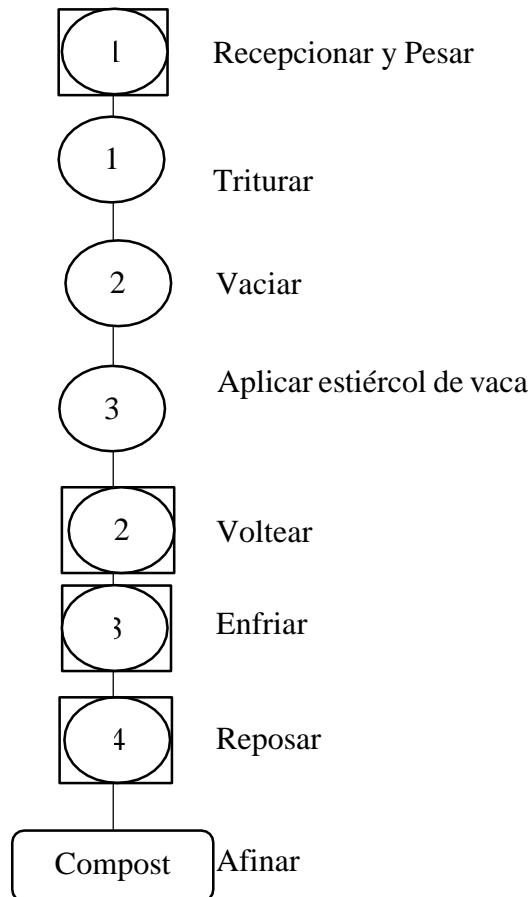 1 Recepcionar y Pesar
1 Triturar
2 Vaciar
3 Aplicar estiércol de vaca
2 Voltear
3 Enfriar
4 Reposar
Compost Afinar